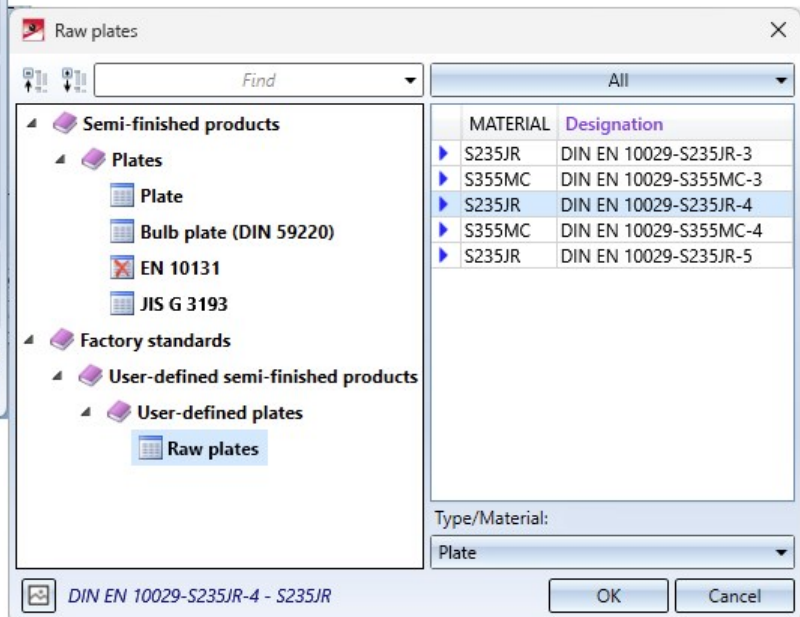 Raw plates
Find
All
Semi-finished products
Plates
Plate
Bulb plate (DIN 59220)
EN 10131
JIS G 3193
Factory standards
User-defined semi-finished products
User-defined plates
Raw plates
MATERIAL Designation
S235JR DIN EN 10029-S235JR-3
S355MC DIN EN 10029-S355MC-3
S235JR DIN EN 10029-S235JR-4
S355MC DIN EN 10029-S355MC-4
S235JR DIN EN 10029-S235JR-5
Type/Material:
Plate
DIN EN 10029-S235JR-4 - S235JR
OK Cancel